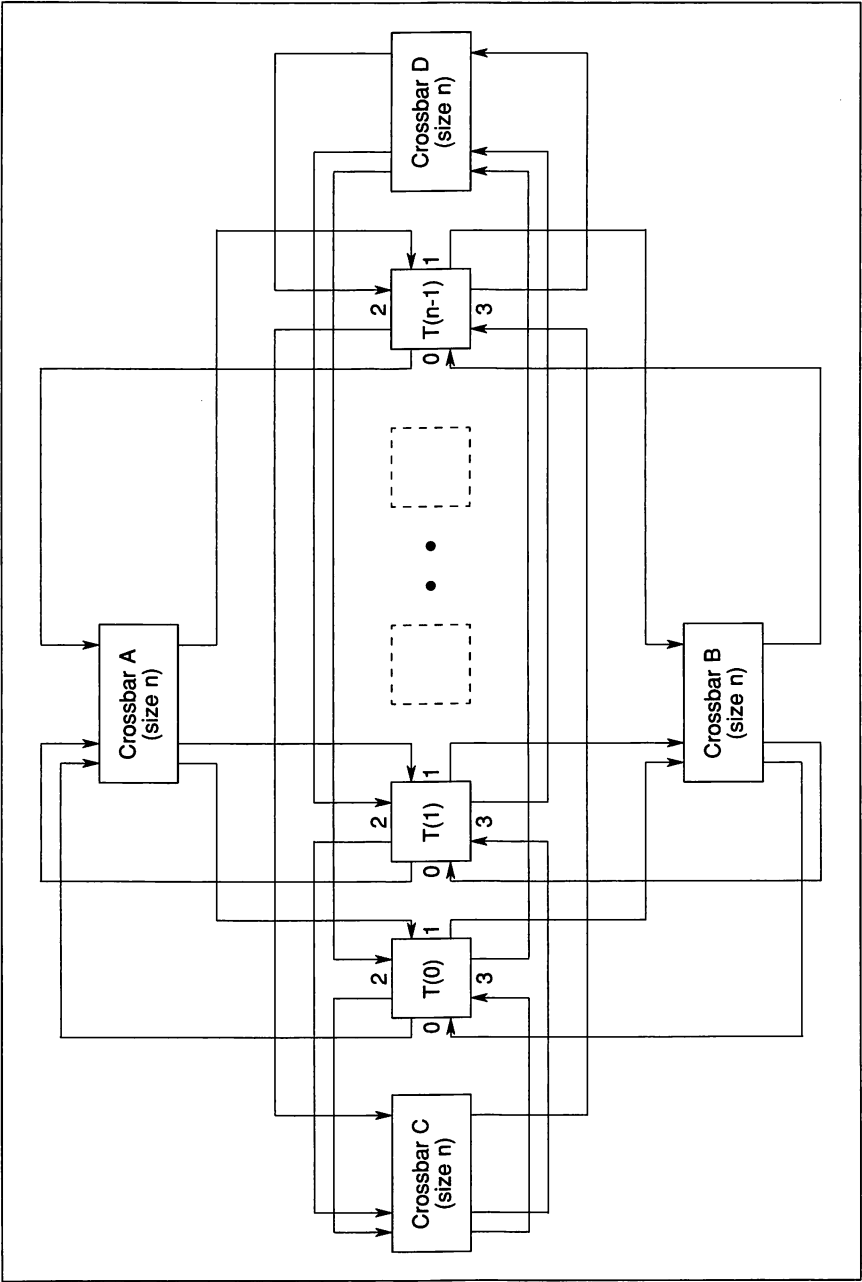 Crossbar D
(size n)
1
2
T(n-1)
3
0
Crossbar A
(size n)
Crossbar B
(size n)
1
2
T(1)
3
0
1
2
T(0)
3
0
Crossbar C
(size n)